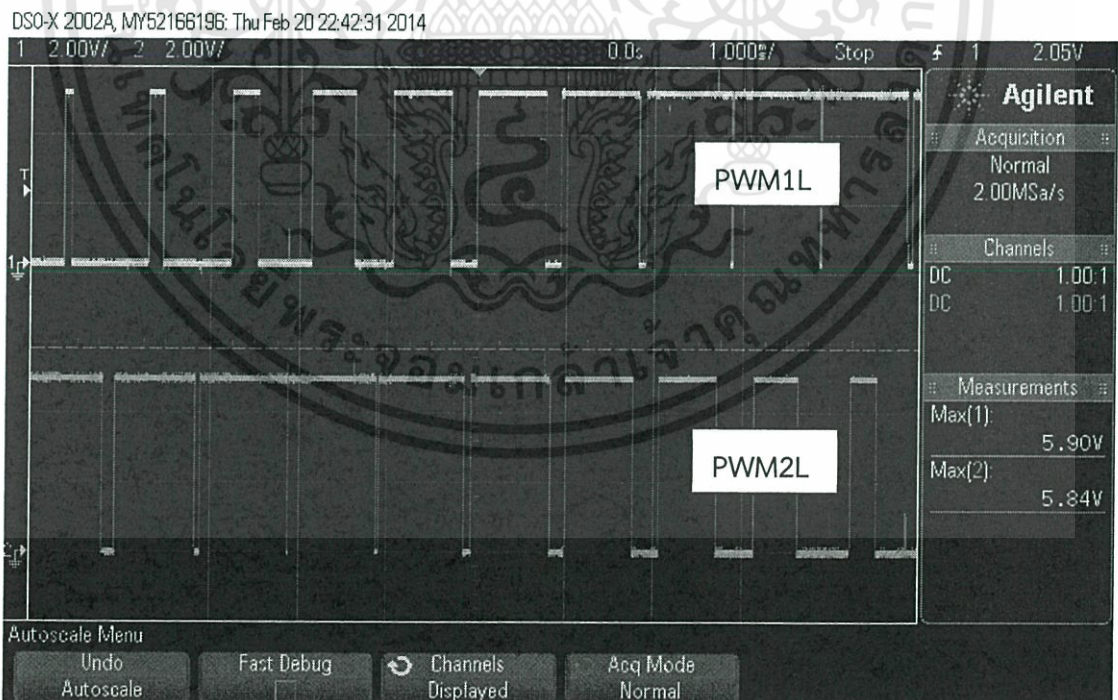 DSO-X 2002A, MY52166196: Thu Feb 20 22:42:31 2014
1 2.00V/ 2 2.00V/ 0.0s 1.000ms/ Stop 1 2.05V
Agilent
Acquisition
Normal
2.00MSa/s
Channels
DC 1.00:1
DC 1.00:1
Measurements
Max(1):
5.90V
Max(2):
5.84V
T
1
PWM1L
PWM2L
2
Autoscale Menu
Undo
Autoscale
Fast Debug
Channels
Displayed
Acq Mode
Normal